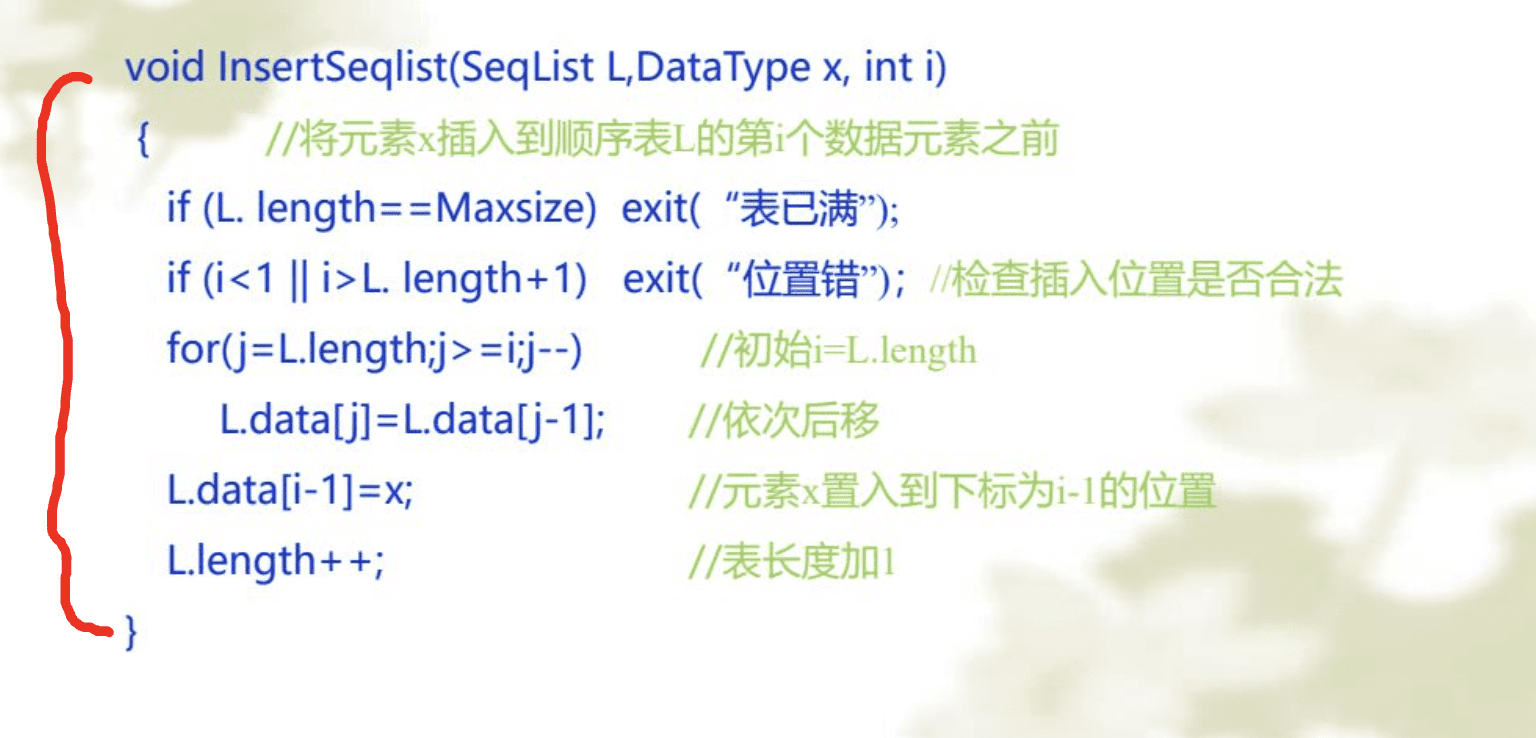 void InsertSeqlist(SeqList L,DataType x, int i)
{ //将元素x插入到顺序表L的第i个数据元素之前
if (L. length==Maxsize) exit( “表已满”);
if (i<1 || i>L. length+1) exit( “位置错”); //检查插入位置是否合法
for(j=L.length;j>=i;j--) //初始i=L.length
L.data[j]=L.data[j-1]; //依次后移
L.data[i-1]=x; //元素x置入到下标为i-1的位置
L.length++; //表长度加1
}